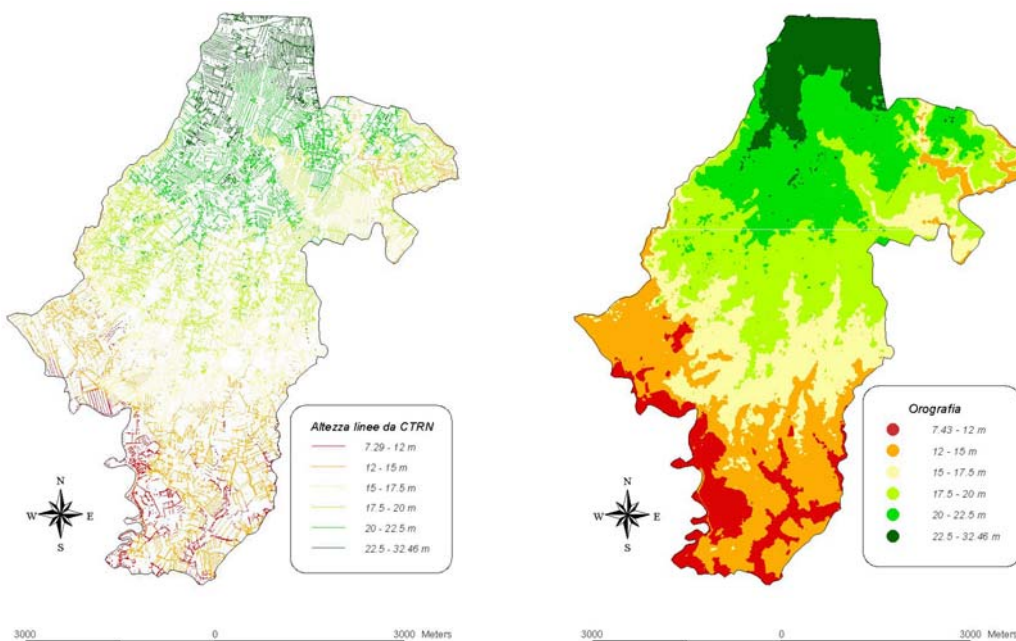 Altezza linee da CTRN
7.29 - 12 m
12 - 15 m
15 - 17.5 m
17.5 - 20 m
20 - 22.5 m
22.5 - 32.46 m
N
W E
S
3000 0 3000 Meters
Orografia
7.43 - 12 m
12 - 15 m
15 - 17.5 m
17.5 - 20 m
20 - 22.5 m
22.5 - 32.46 m
N
W E
S
3000 0 3000 Meters